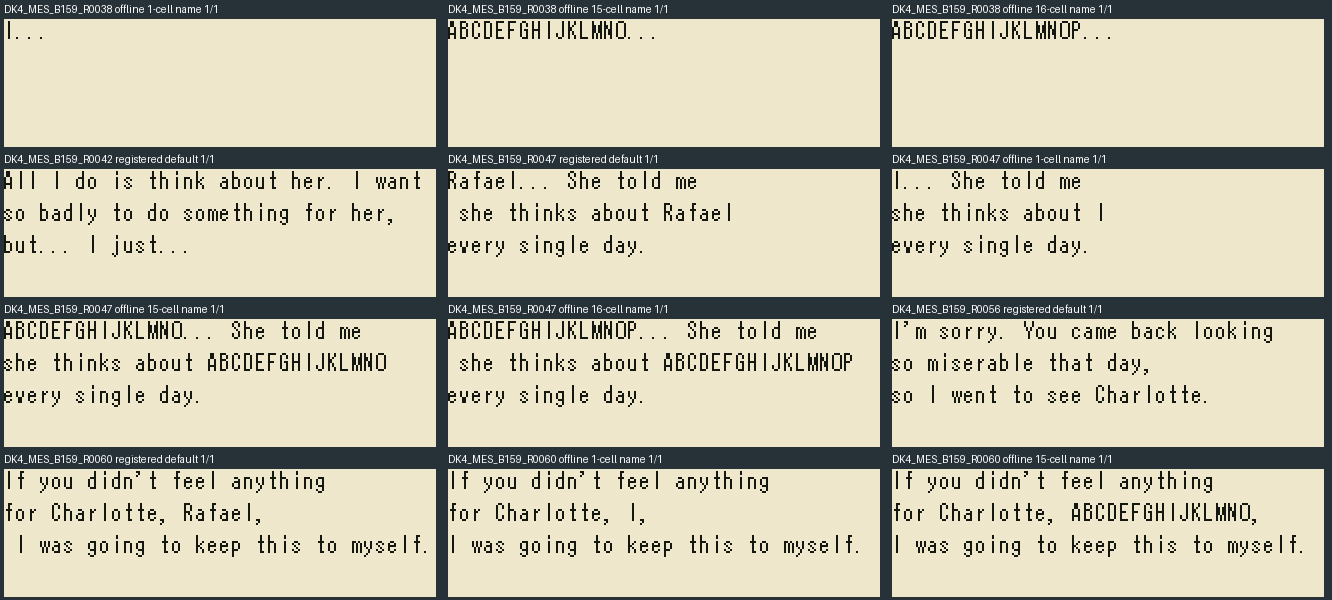 DK4_MES_B159_R0038 offline 1-cell name 1/1
I...
DK4_MES_B159_R0038 offline 15-cell name 1/1
ABCDEFGHIJKLMNO...
DK4_MES_B159_R0038 offline 16-cell name 1/1
ABCDEFGHIJKLMNOP...
DK4_MES_B159_R0042 registered default 1/1
All I do is think about her. I want
so badly to do something for her,
but... I just...
DK4_MES_B159_R0047 registered default 1/1
Rafael... She told me
she thinks about Rafael
every single day.
DK4_MES_B159_R0047 offline 1-cell name 1/1
I... She told me
she thinks about I
every single day.
DK4_MES_B159_R0047 offline 15-cell name 1/1
ABCDEFGHIJKLMNO... She told me
she thinks about ABCDEFGHIJKLMNO
every single day.
DK4_MES_B159_R0047 offline 16-cell name 1/1
ABCDEFGHIJKLMNOP... She told me
she thinks about ABCDEFGHIJKLMNOP
every single day.
DK4_MES_B159_R0056 registered default 1/1
I'm sorry. You came back looking
so miserable that day,
so I went to see Charlotte.
DK4_MES_B159_R0060 registered default 1/1
If you didn't feel anything
for Charlotte, Rafael,
I was going to keep this to myself.
DK4_MES_B159_R0060 offline 1-cell name 1/1
If you didn't feel anything
for Charlotte, I,
I was going to keep this to myself.
DK4_MES_B159_R0060 offline 15-cell name 1/1
If you didn't feel anything
for Charlotte, ABCDEFGHIJKLMNO,
I was going to keep this to myself.